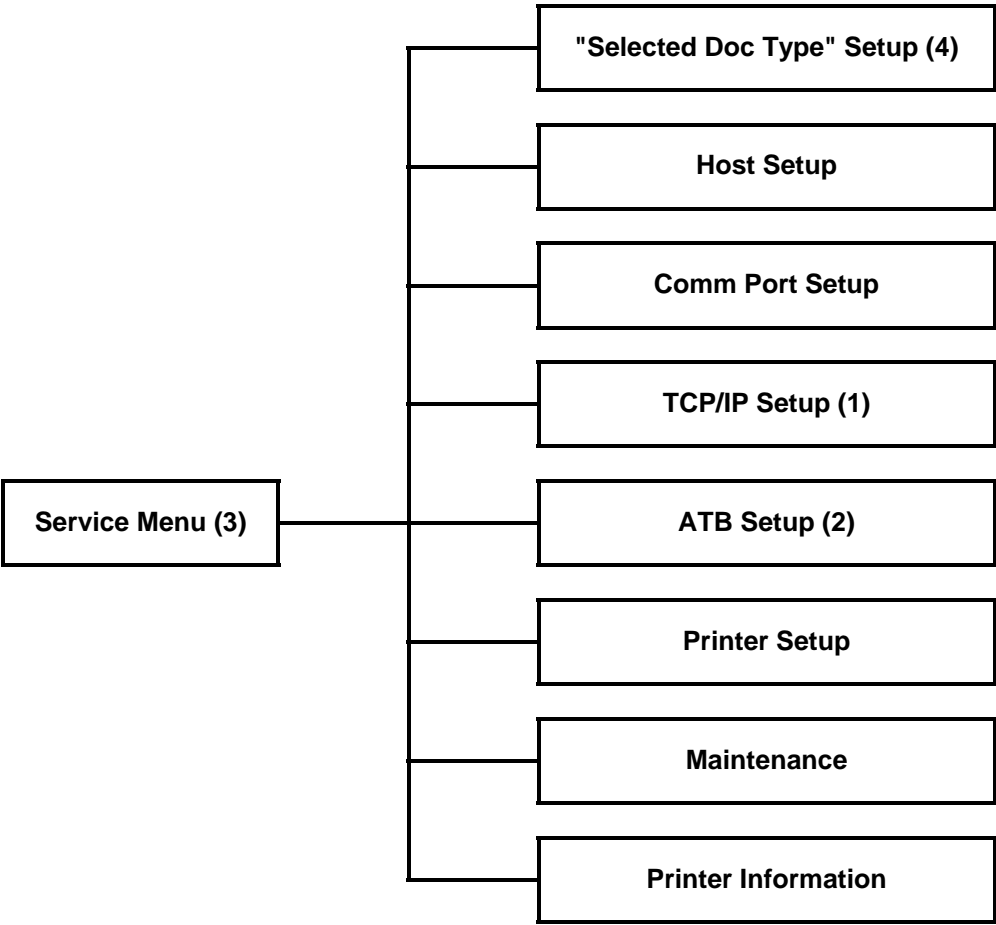 "Selected Doc Type" Setup (4)
Host Setup
Comm Port Setup
TCP/IP Setup (1)
Service Menu (3)
ATB Setup (2)
Printer Setup
Maintenance
Printer Information